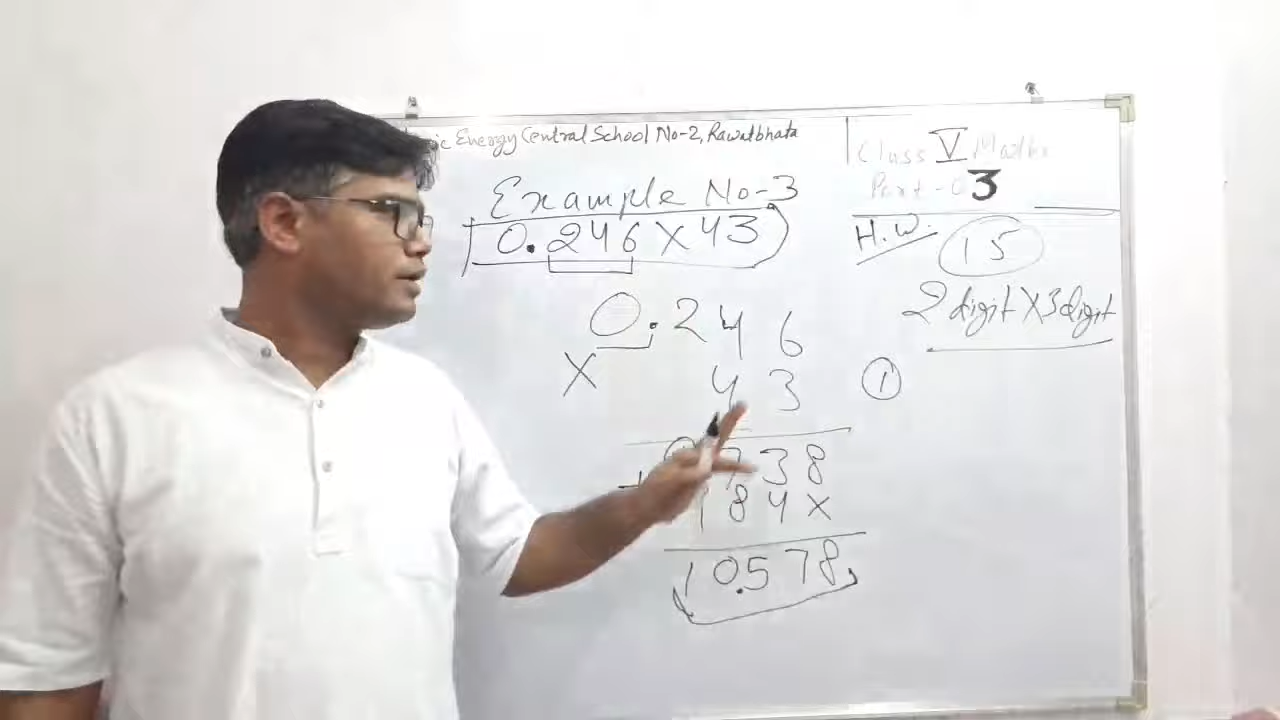 Energy Central School No-2, Rawatbhata
Class V Maths
Part-03
Example No-3
0.246 X 43
H.W.
15
2 digit X 3 digit
0.246
X 43
1
738
+ 184X
10.578